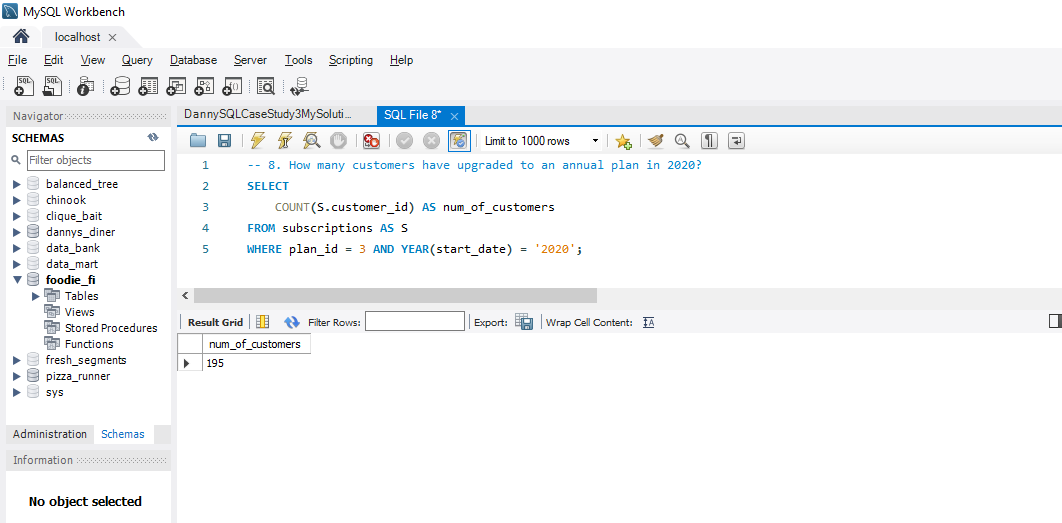 MySQL Workbench
localhost
File Edit View Query Database Server Tools Scripting Help
Navigator
SCHEMAS
Filter objects
balanced_tree
chinook
clique_bait
dannys_diner
data_bank
data_mart
foodie_fi
Tables
Views
Stored Procedures
Functions
fresh_segments
pizza_runner
sys
Administration Schemas
Information
No object selected
DannySQLCaseStudy3MySoluti... SQL File 8*
Limit to 1000 rows
1 -- 8. How many customers have upgraded to an annual plan in 2020?
2 SELECT
3 COUNT(S.customer_id) AS num_of_customers
4 FROM subscriptions AS S
5 WHERE plan_id = 3 AND YEAR(start_date) = '2020';
Result Grid Filter Rows: Export: Wrap Cell Content:
num_of_customers
195